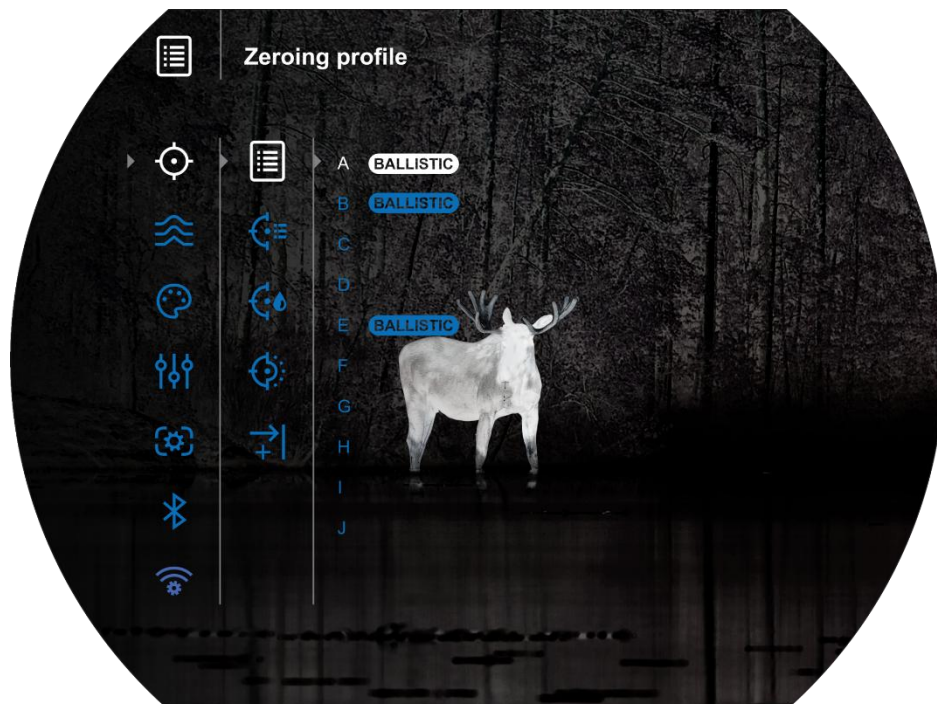 Zeroing profile
A BALLISTIC
B BALLISTIC
C
D
E BALLISTIC
F
G
H
I
J